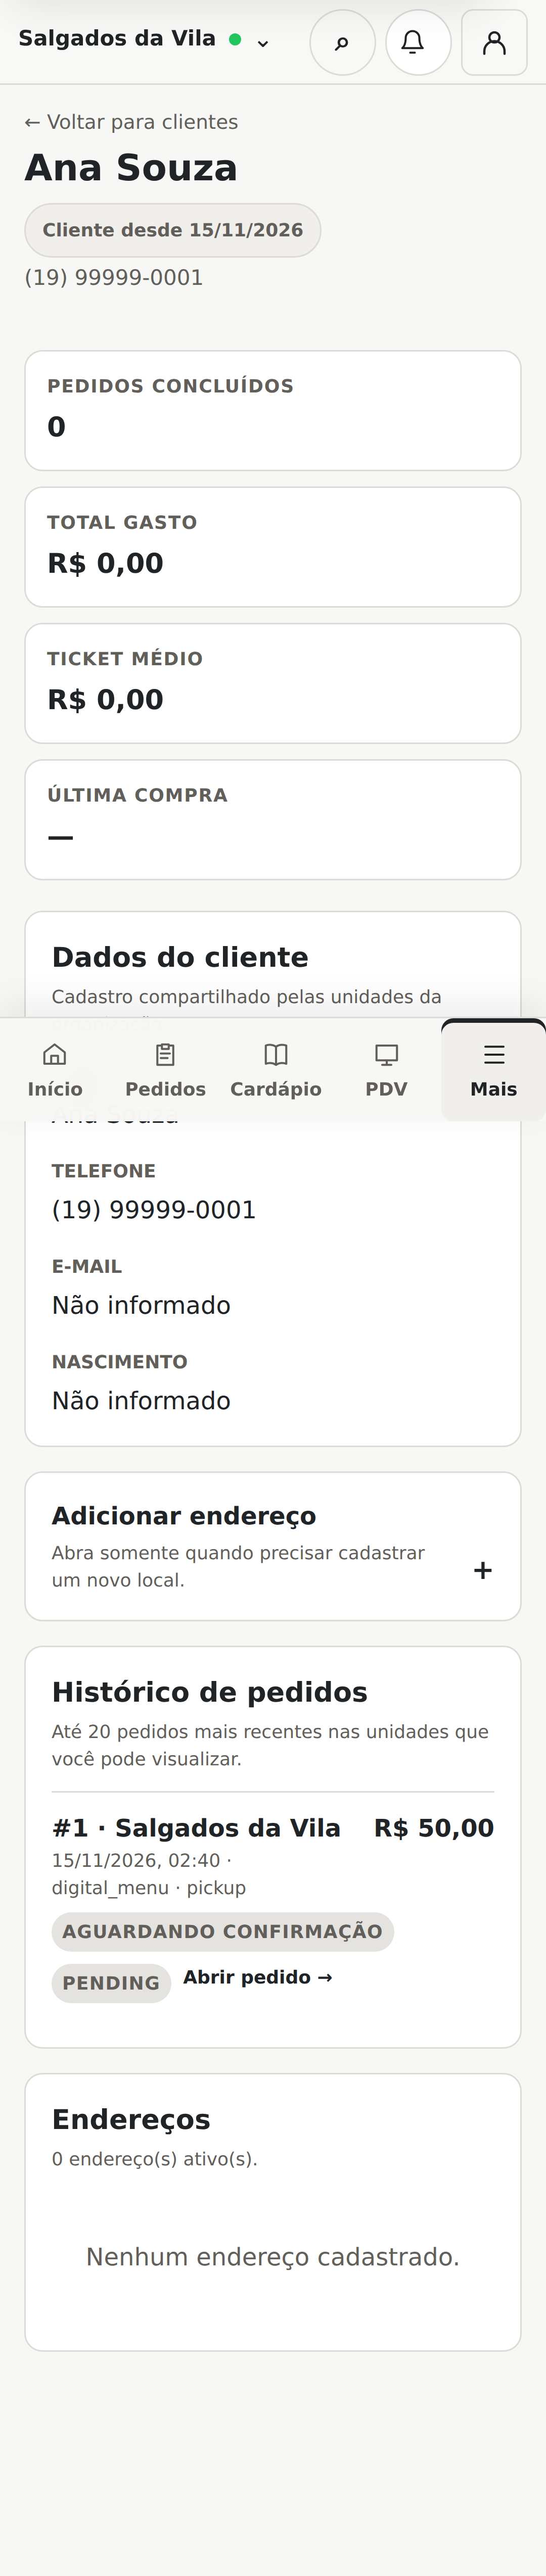 Salgados da Vila
← Voltar para clientes
Ana Souza
Cliente desde 15/11/2026
(19) 99999-0001
PEDIDOS CONCLUÍDOS
0
TOTAL GASTO
R$ 0,00
TICKET MÉDIO
R$ 0,00
ÚLTIMA COMPRA
—
Dados do cliente
Cadastro compartilhado pelas unidades da
Início Pedidos Cardápio PDV Mais
Ana Souza
TELEFONE
(19) 99999-0001
E-MAIL
Não informado
NASCIMENTO
Não informado
Adicionar endereço
Abra somente quando precisar cadastrar
um novo local.
+
Histórico de pedidos
Até 20 pedidos mais recentes nas unidades que
você pode visualizar.
#1 · Salgados da Vila R$ 50,00
15/11/2026, 02:40 ·
digital_menu · pickup
AGUARDANDO CONFIRMAÇÃO
PENDING Abrir pedido →
Endereços
0 endereço(s) ativo(s).
Nenhum endereço cadastrado.